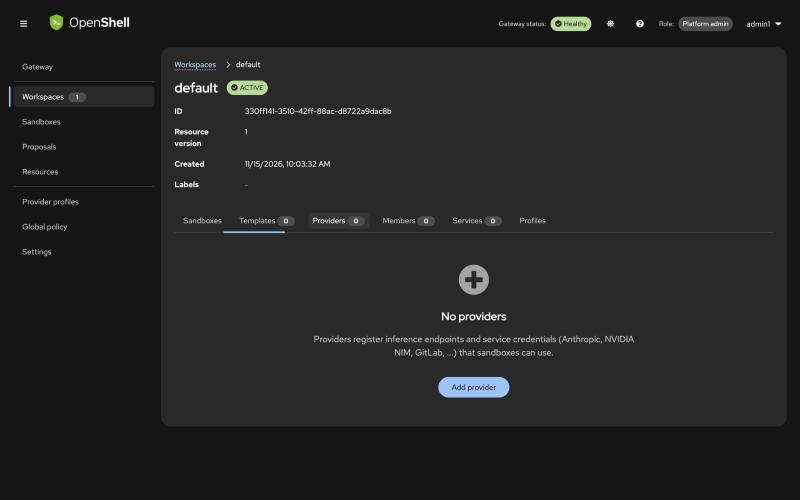 OpenShell
Gateway status: Healthy
Role: Platform admin
admin1
Gateway
Workspaces 1
Sandboxes
Proposals
Resources
Provider profiles
Global policy
Settings
Workspaces > default
default ACTIVE
ID 330ff141-3510-42ff-88ac-d8722a9dac8b
Resource version 1
Created 11/15/2026, 10:03:32 AM
Labels -
Sandboxes Templates 0 Providers 0 Members 0 Services 0 Profiles
No providers
Providers register inference endpoints and service credentials (Anthropic, NVIDIA
NIM, GitLab, ...) that sandboxes can use.
Add provider